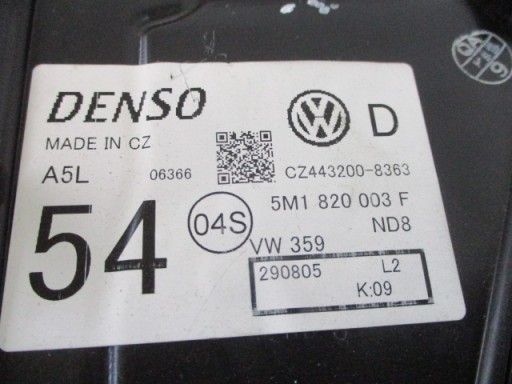 DENSO
D
MADE IN CZ
A5L 06366
CZ443200-8363
54
04S
5M1 820 003 F
ND8
VW 359
290805 L2
K:09